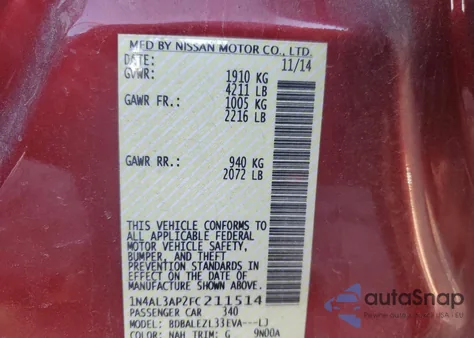 MFD BY NISSAN MOTOR CO., LTD.
DATE: 11/14
GVWR: 1910 KG
4211 LB
GAWR FR: 1005 KG
2216 LB
GAWR RR.: 940 KG
2072 LB
THIS VEHICLE CONFORMS TO
ALL APPLICABLE FEDERAL
MOTOR VEHICLE SAFETY,
BUMPER, AND THEFT
PREVENTION STANDARDS IN
EFFECT ON THE DATE OF
MANUFACTURE SHOWN ABOVE.
1N4AL3AP2FC211514
PASSENGER CAR 340
MODEL: BDBALEZL33EVA---LJ
COLOR: NAH TRIM: G 9N00A
autaSnap